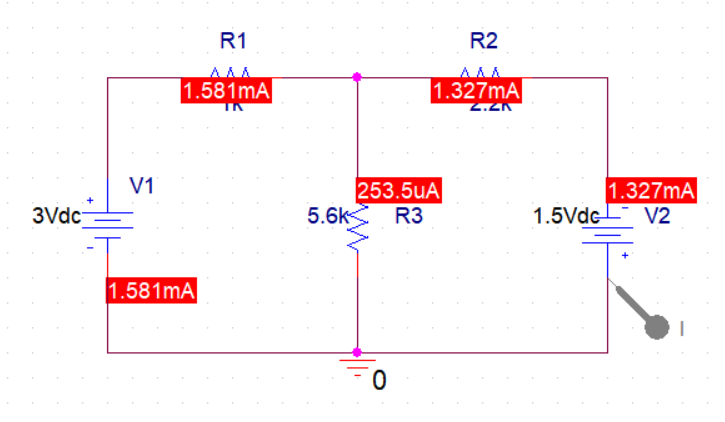 R1 R2
1.581mA 1.327mA
1k 2.2k
V1 253.5uA 1.327mA
3Vdc 5.6k R3 1.5Vdc V2
1.581mA
I
0